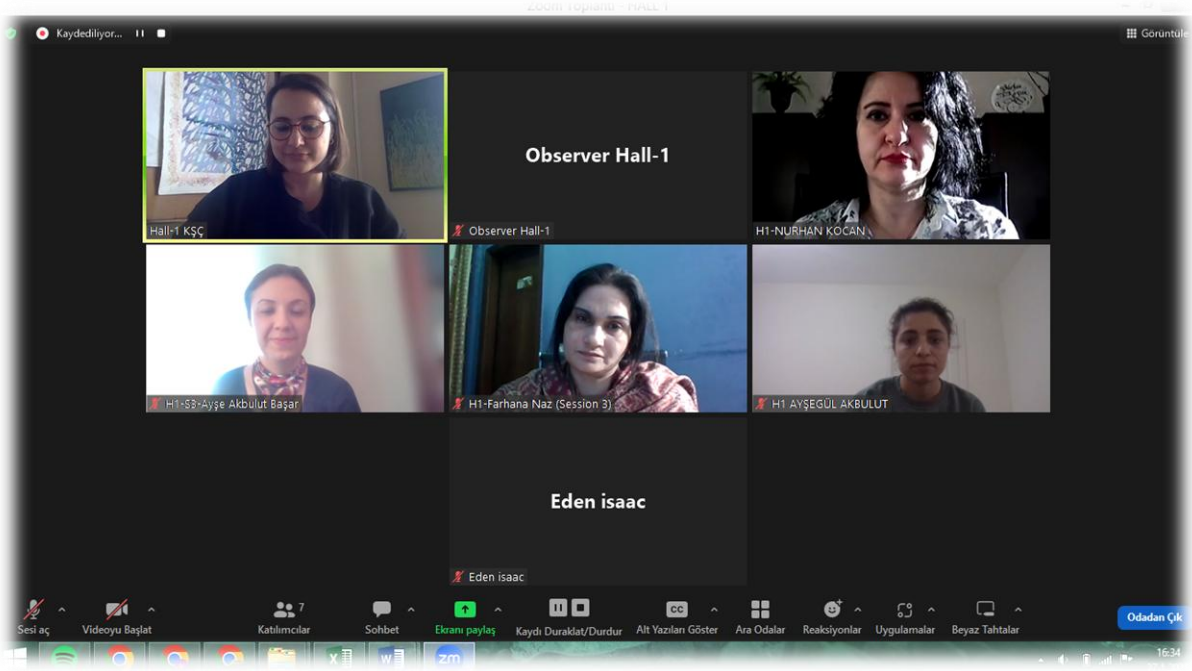 Zoom Toplantı - HALL 1
Kaydediliyor...
Görüntüle
Hall-1 KŞÇ
Observer Hall-1
Observer Hall-1
H1-NURHAN KOCAN
H1-S3-Ayşe Akbulut Başar
H1-Farhana Naz (Session 3)
H1 AYŞEGÜL AKBULUT
Eden isaac
Eden isaac
Sesi aç
Videoyu Başlat
7
Katılımcılar
Sohbet
Ekranı paylaş
Kaydı Duraklat/Durdur
CC
Alt Yazıları Göster
Ara Odalar
Reaksiyonlar
Uygulamalar
Beyaz Tahtalar
Odadan Çık
zm
16:34